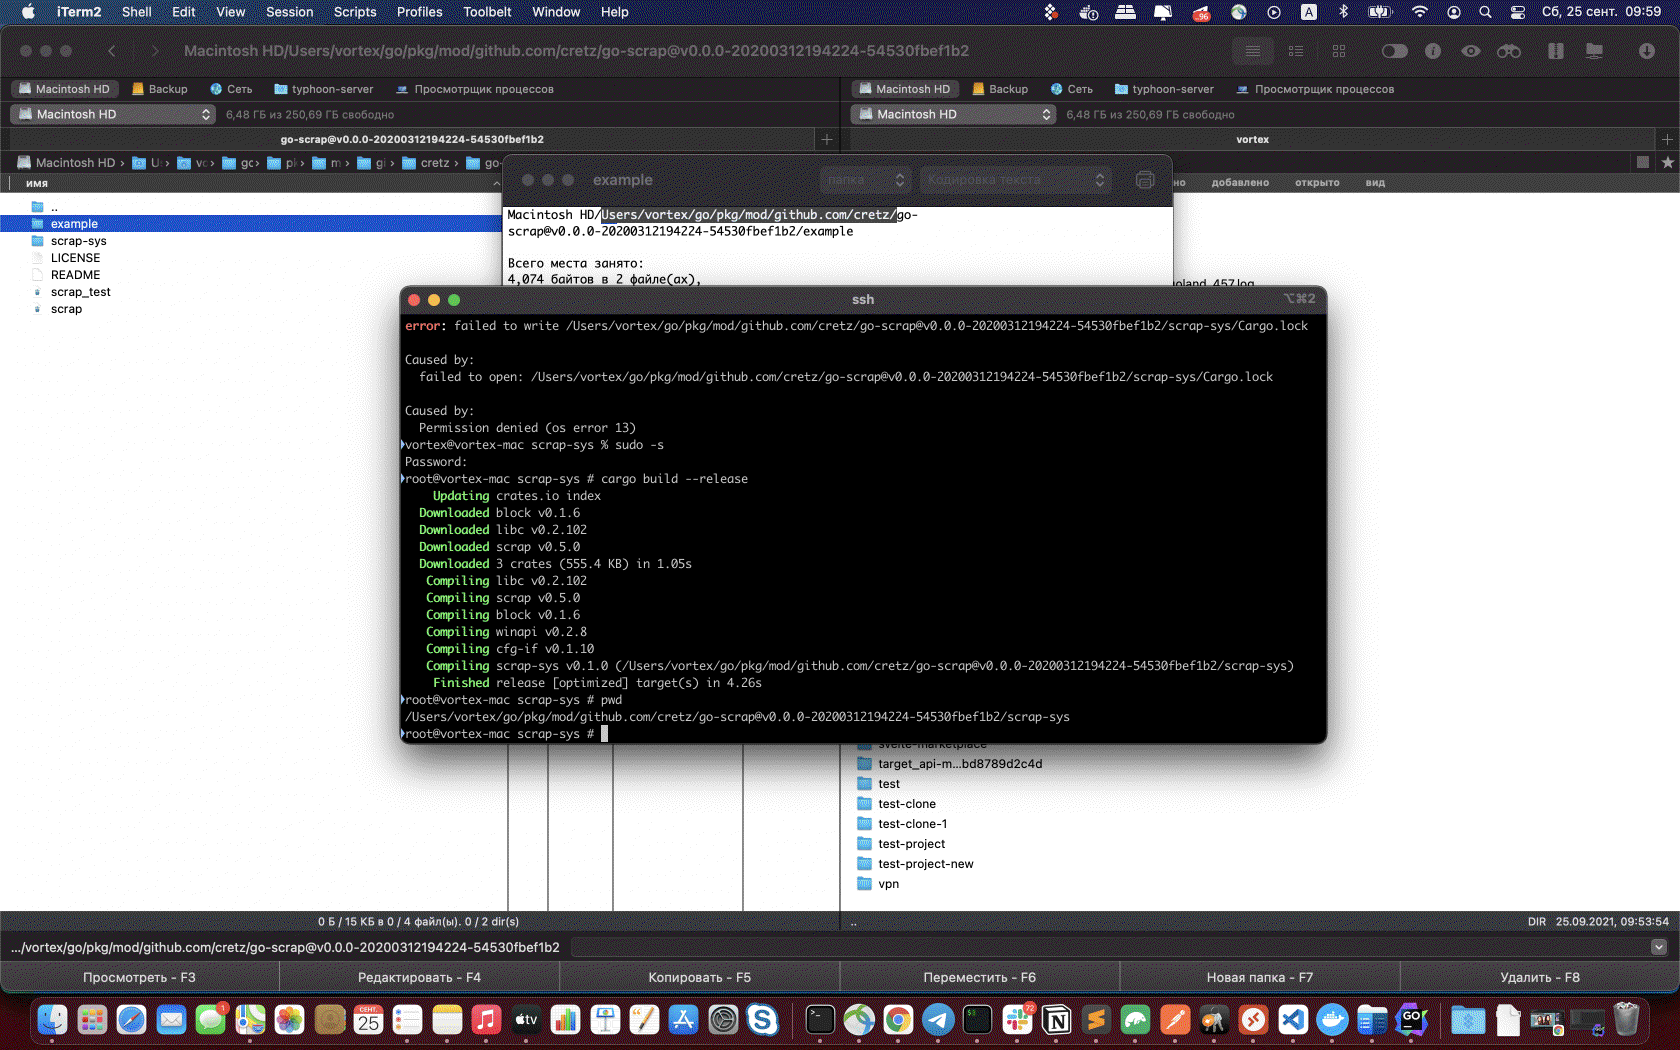 iTerm2 Shell Edit View Session Scripts Profiles Toolbelt Window Help
96 A Сб, 25 сент. 09:59
Macintosh HD/Users/vortex/go/pkg/mod/github.com/cretz/go-scrap@v0.0.0-20200312194224-54530fbef1b2
Macintosh HD Backup Сеть typhoon-server Просмотрщик процессов
Macintosh HD Backup Сеть typhoon-server Просмотрщик процессов
Macintosh HD 6,48 ГБ из 250,69 ГБ свободно
Macintosh HD 6,48 ГБ из 250,69 ГБ свободно
go-scrap@v0.0.0-20200312194224-54530fbef1b2
vortex
Macintosh HD › U › vc› gc› pl› m › gi › cretz › go-
имя
но добавлено открыто вид
..
example
scrap-sys
LICENSE
README
scrap_test
scrap
example папка Кодировка текста
Macintosh HD/Users/vortex/go/pkg/mod/github.com/cretz/go-
scrap@v0.0.0-20200312194224-54530fbef1b2/example
Всего места занято:
4,074 байтов в 2 файле(ах),
oland_457.log
ssh
⌥⌘2
error: failed to write /Users/vortex/go/pkg/mod/github.com/cretz/go-scrap@v0.0.0-20200312194224-54530fbef1b2/scrap-sys/Cargo.lock
Caused by:
failed to open: /Users/vortex/go/pkg/mod/github.com/cretz/go-scrap@v0.0.0-20200312194224-54530fbef1b2/scrap-sys/Cargo.lock
Caused by:
Permission denied (os error 13)
vortex@vortex-mac scrap-sys % sudo -s
Password:
root@vortex-mac scrap-sys # cargo build --release
Updating crates.io index
Downloaded block v0.1.6
Downloaded libc v0.2.102
Downloaded scrap v0.5.0
Downloaded 3 crates (555.4 KB) in 1.05s
Compiling libc v0.2.102
Compiling scrap v0.5.0
Compiling block v0.1.6
Compiling winapi v0.2.8
Compiling cfg-if v0.1.10
Compiling scrap-sys v0.1.0 (/Users/vortex/go/pkg/mod/github.com/cretz/go-scrap@v0.0.0-20200312194224-54530fbef1b2/scrap-sys)
Finished release [optimized] target(s) in 4.26s
root@vortex-mac scrap-sys # pwd
/Users/vortex/go/pkg/mod/github.com/cretz/go-scrap@v0.0.0-20200312194224-54530fbef1b2/scrap-sys
root@vortex-mac scrap-sys #
svelte-marketplace
target_api-m...bd8789d2c4d
test
test-clone
test-clone-1
test-project
test-project-new
vpn
0 Б / 15 КБ в 0 / 4 файл(ы). 0 / 2 dir(s)
.. DIR 25.09.2021, 09:53:54
.../vortex/go/pkg/mod/github.com/cretz/go-scrap@v0.0.0-20200312194224-54530fbef1b2
Просмотреть - F3 Редактировать - F4 Копировать - F5 Переместить - F6 Новая папка - F7 Удалить - F8
1 СЕНТ. 25 tv 72 GO